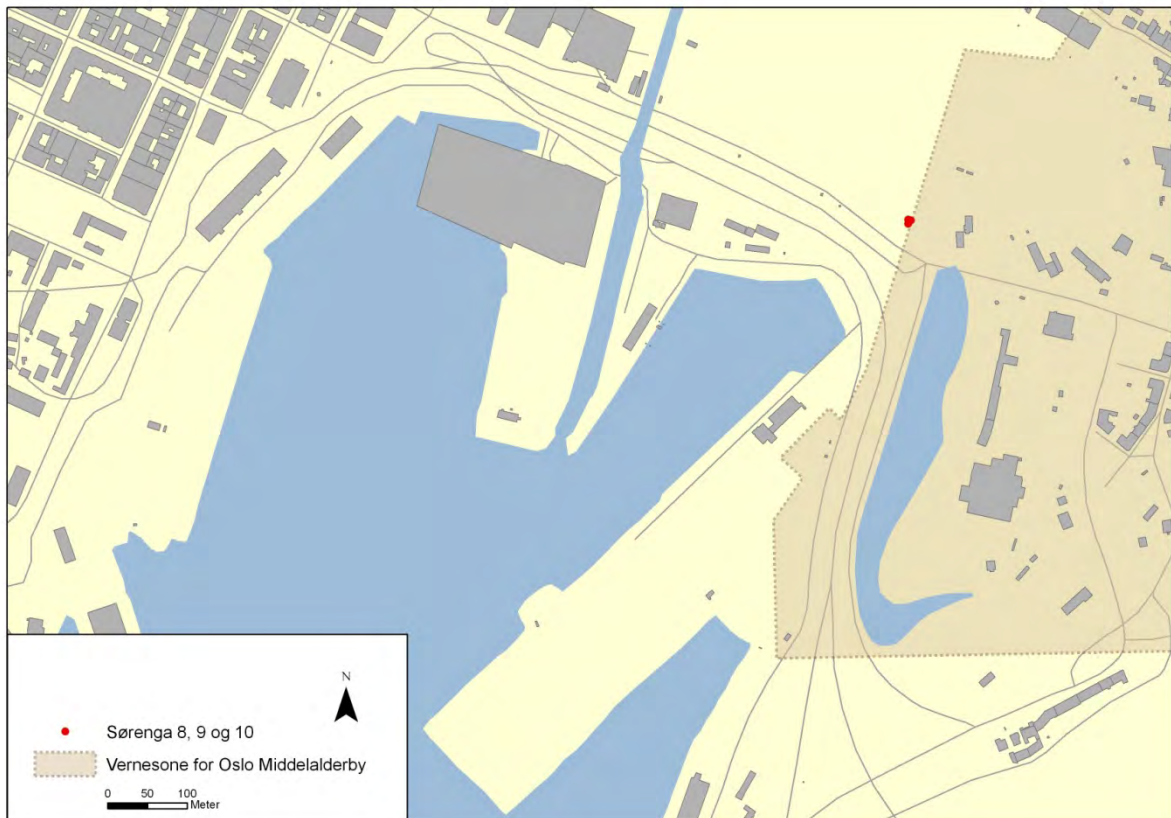 N
Sørenga 8, 9 og 10
Vernesone for Oslo Middelalderby
0 50 100
Meter